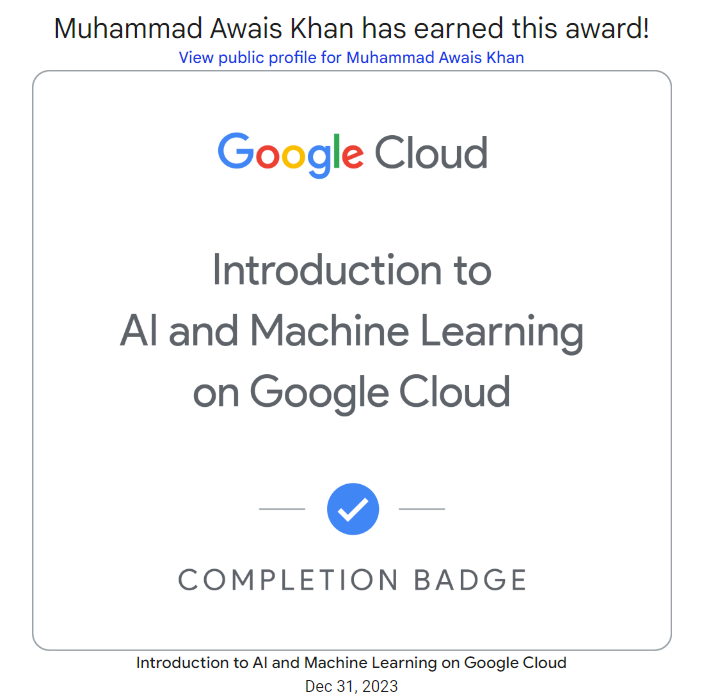 Muhammad Awais Khan has earned this award!
View public profile for Muhammad Awais Khan
Google Cloud
Introduction to
AI and Machine Learning
on Google Cloud
COMPLETION BADGE
Introduction to AI and Machine Learning on Google Cloud
Dec 31, 2023